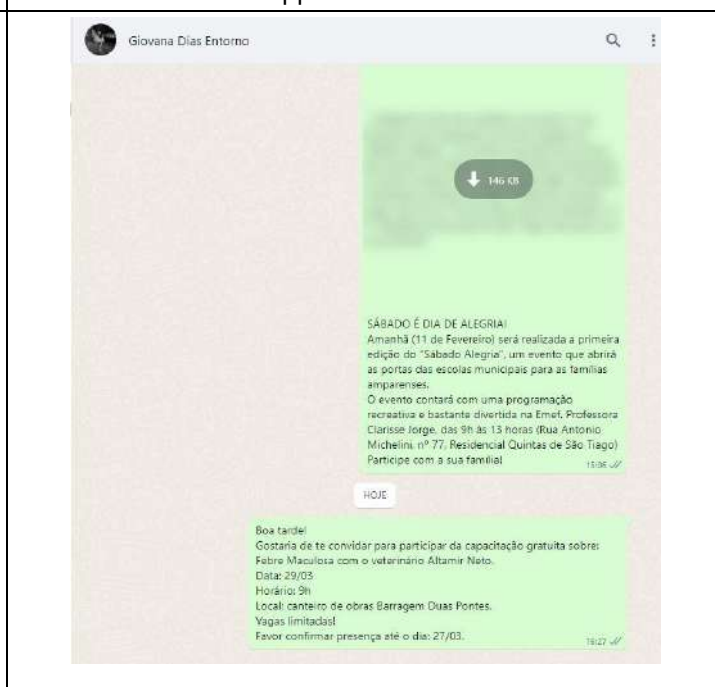 Giovana Dias Entorno
146 KB
SÁBADO É DIA DE ALEGRIA!
Amanhã (11 de Fevereiro) será realizada a primeira
edição do "Sábado Alegria", um evento que abrirá
as portas das escolas municipais para as famílias
amparenses.
O evento contará com uma programação
recreativa e bastante divertida na Emef. Professora
Clarisse Jorge, das 9h às 13 horas (Rua Antonio
Michelini, nº 77, Residencial Quintas de São Tiago)
Participe com a sua família!
HOJE
Boa tarde!
Gostaria de te convidar para participar da capacitação gratuita sobre:
Febre Maculosa com o veterinário Altamir Neto.
Data: 29/03
Horário: 9h
Local: canteiro de obras Barragem Duas Pontes.
Vagas limitadas!
Favor confirmar presença até o dia: 27/03.